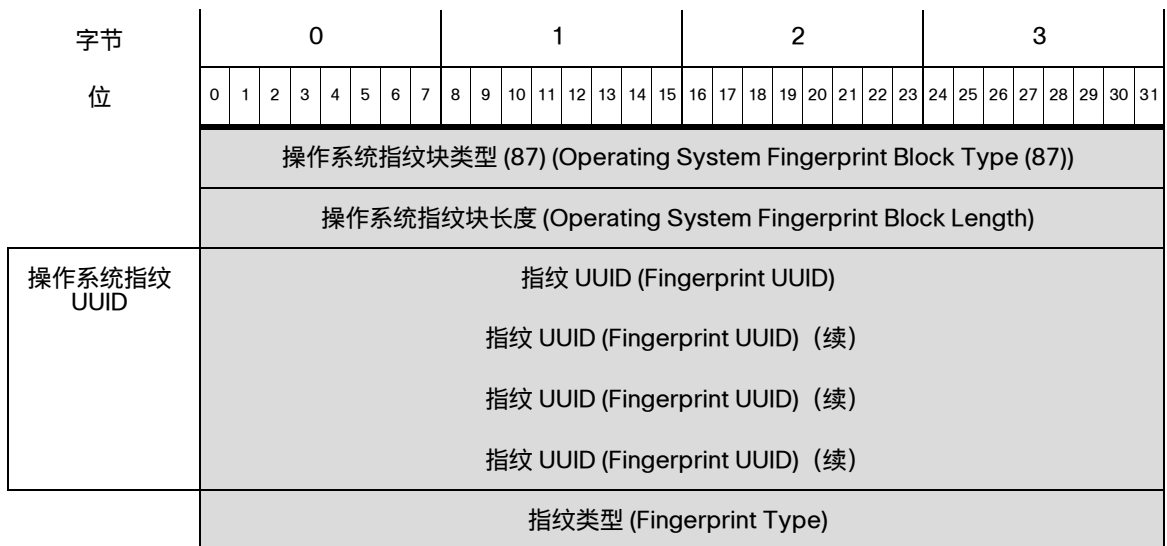 字节 0 1 2 3
位 0 1 2 3 4 5 6 7 8 9 10 11 12 13 14 15 16 17 18 19 20 21 22 23 24 25 26 27 28 29 30 31
操作系统指纹块类型 (87) (Operating System Fingerprint Block Type (87))
操作系统指纹块长度 (Operating System Fingerprint Block Length)
操作系统指纹
UUID
指纹 UUID (Fingerprint UUID)
指纹 UUID (Fingerprint UUID)（续）
指纹 UUID (Fingerprint UUID)（续）
指纹 UUID (Fingerprint UUID)（续）
指纹类型 (Fingerprint Type)